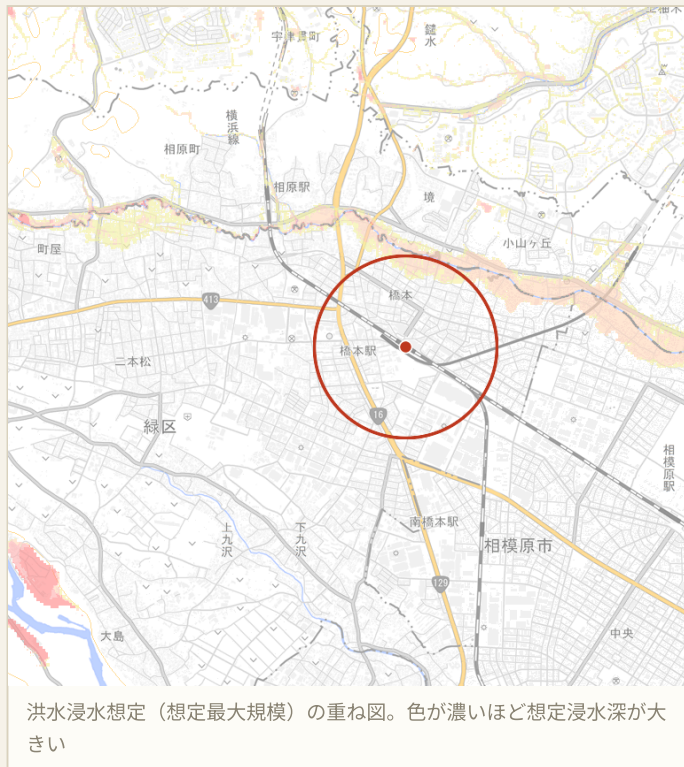 宇津貫町
鑓水
横浜線
相原町
相原駅
境
小山ヶ丘
町屋
橋本
413
橋本駅
二本松
16
緑区
相模原駅
南橋本駅
上九沢
下九沢
相模原市
129
大島
中央
洪水浸水想定（想定最大規模）の重ね図。色が濃いほど想定浸水深が大
きい